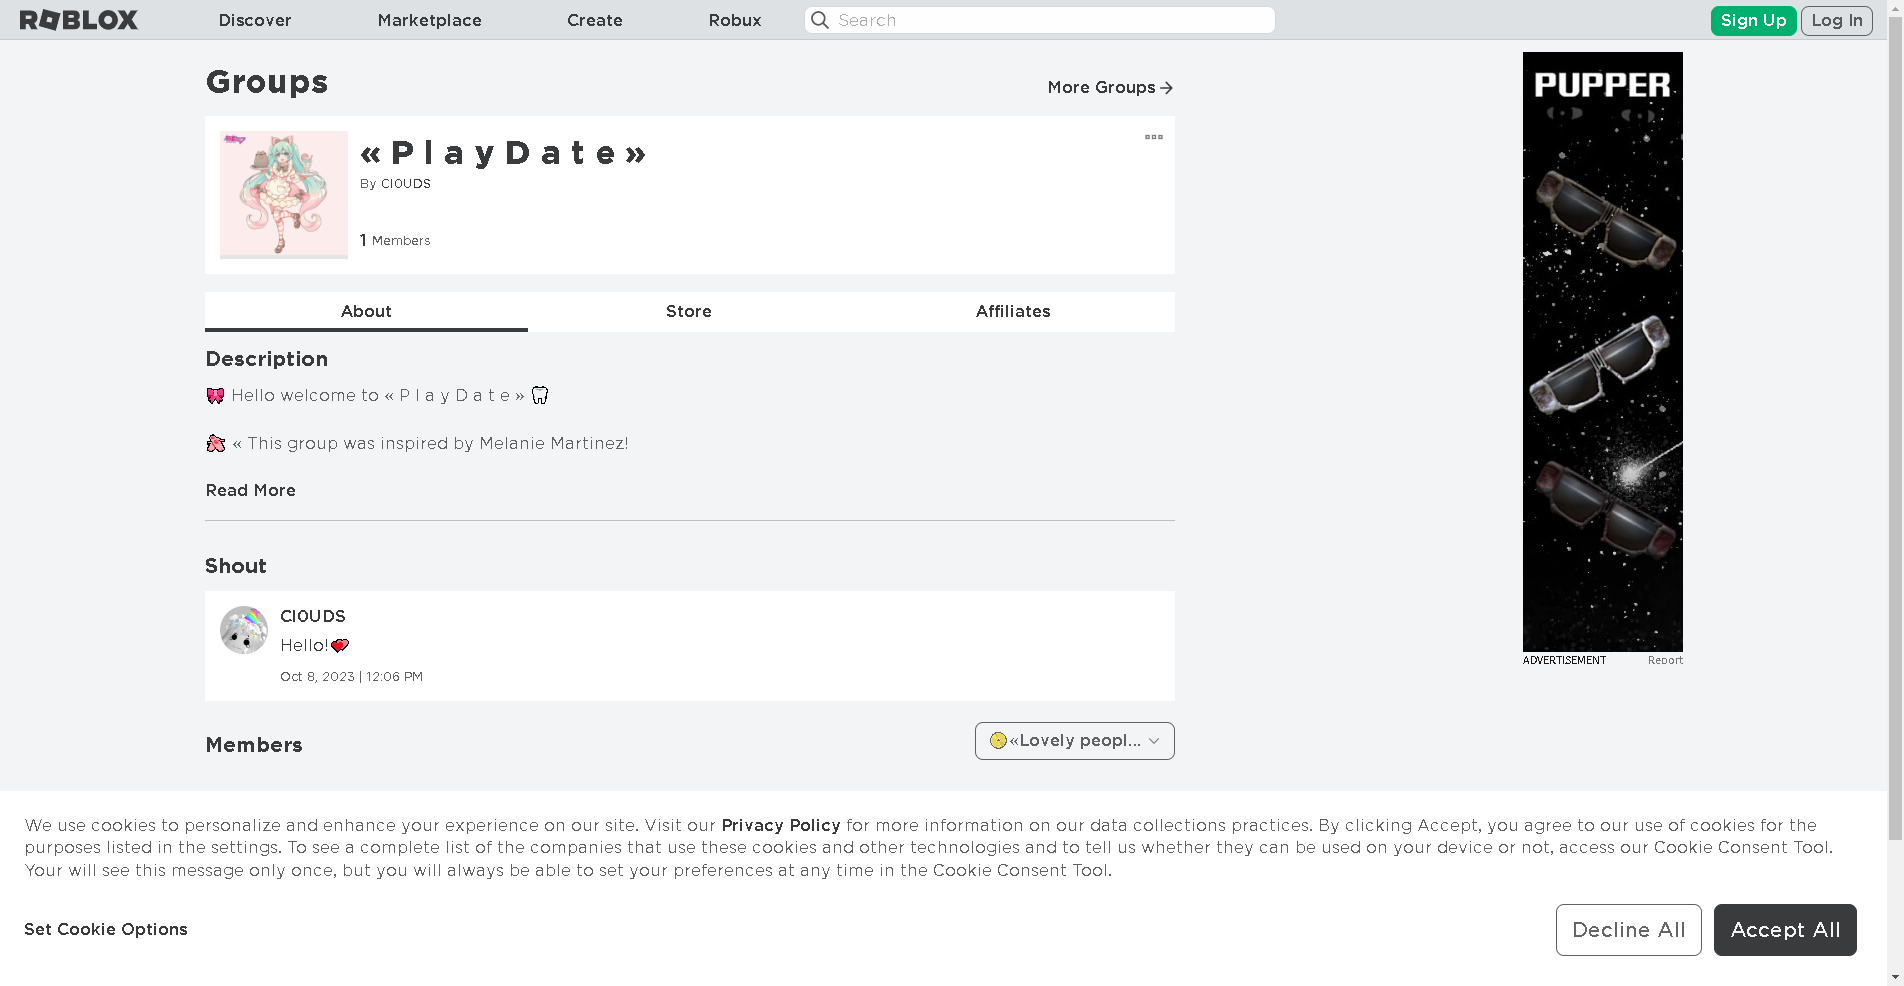 ROBLOX Discover Marketplace Create Robux Search Sign Up Log In
Groups
More Groups
« P l a y D a t e »
By CI0UDS
1 Members
About Store Affiliates
Description
🎀 Hello welcome to « P l a y D a t e » 🦷
🌸 « This group was inspired by Melanie Martinez!
Read More
Shout
CI0UDS
Hello!❤️
Oct 8, 2023 | 12:06 PM
Members
«Lovely peopl...
PUPPER
ADVERTISEMENT Report
We use cookies to personalize and enhance your experience on our site. Visit our Privacy Policy for more information on our data collections practices. By clicking Accept, you agree to our use of cookies for the
purposes listed in the settings. To see a complete list of the companies that use these cookies and other technologies and to tell us whether they can be used on your device or not, access our Cookie Consent Tool.
Your will see this message only once, but you will always be able to set your preferences at any time in the Cookie Consent Tool.
Set Cookie Options
Decline All Accept All